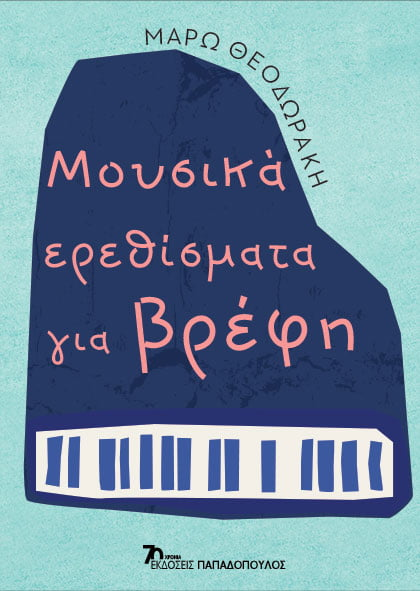 ΜΑΡΩ ΘΕΟΔΩΡΑΚΗ
Μουσικά
ερεθίσματα
για βρέφη
70 ΧΡΟΝΙΑ
ΕΚΔΟΣΕΙΣ ΠΑΠΑΔΟΠΟΥΛΟΣ